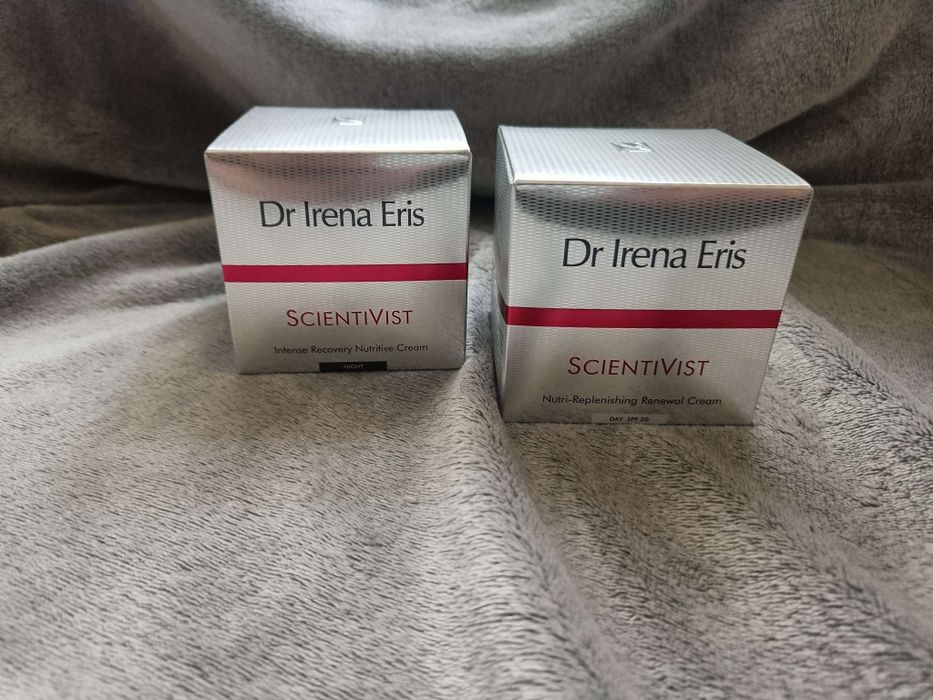 Dr Irena Eris
SCIENTIVIST
Intense Recovery Nutritive Cream
NIGHT
Dr Irena Eris
SCIENTIVIST
Nutri-Replenishing Renewal Cream
DAY SPF 20